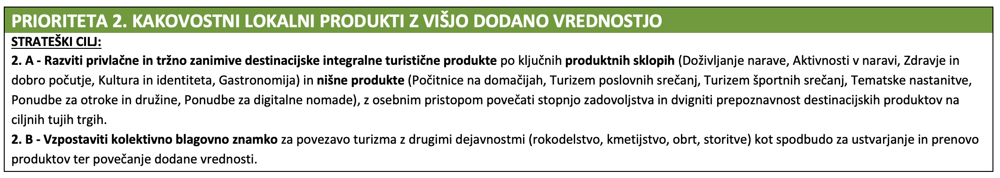 PRIORITETA 2. KAKOVOSTNI LOKALNI PRODUKTI Z VIŠJO DODANO VREDNOSTJO
STRATEŠKI CILJ:
2. A - Razviti privlačne in tržno zanimive destinacijske integralne turistične produkte po ključnih produktnih sklopih (Doživljanje narave, Aktivnosti v naravi, Zdravje in
dobro počutje, Kultura in identiteta, Gastronomija) in nišne produkte (Počitnice na domačijah, Turizem poslovnih srečanj, Turizem športnih srečanj, Tematske nastanitve,
Ponudbe za otroke in družine, Ponudbe za digitalne nomade), z osebnim pristopom povečati stopnjo zadovoljstva in dvigniti prepoznavnost destinacijskih produktov na
ciljnih tujih trgih.
2. B - Vzpostaviti kolektivno blagovno znamko za povezavo turizma z drugimi dejavnostmi (rokodelstvo, kmetijstvo, obrt, storitve) kot spodbudo za ustvarjanje in prenovo
produktov ter povečanje dodane vrednosti.